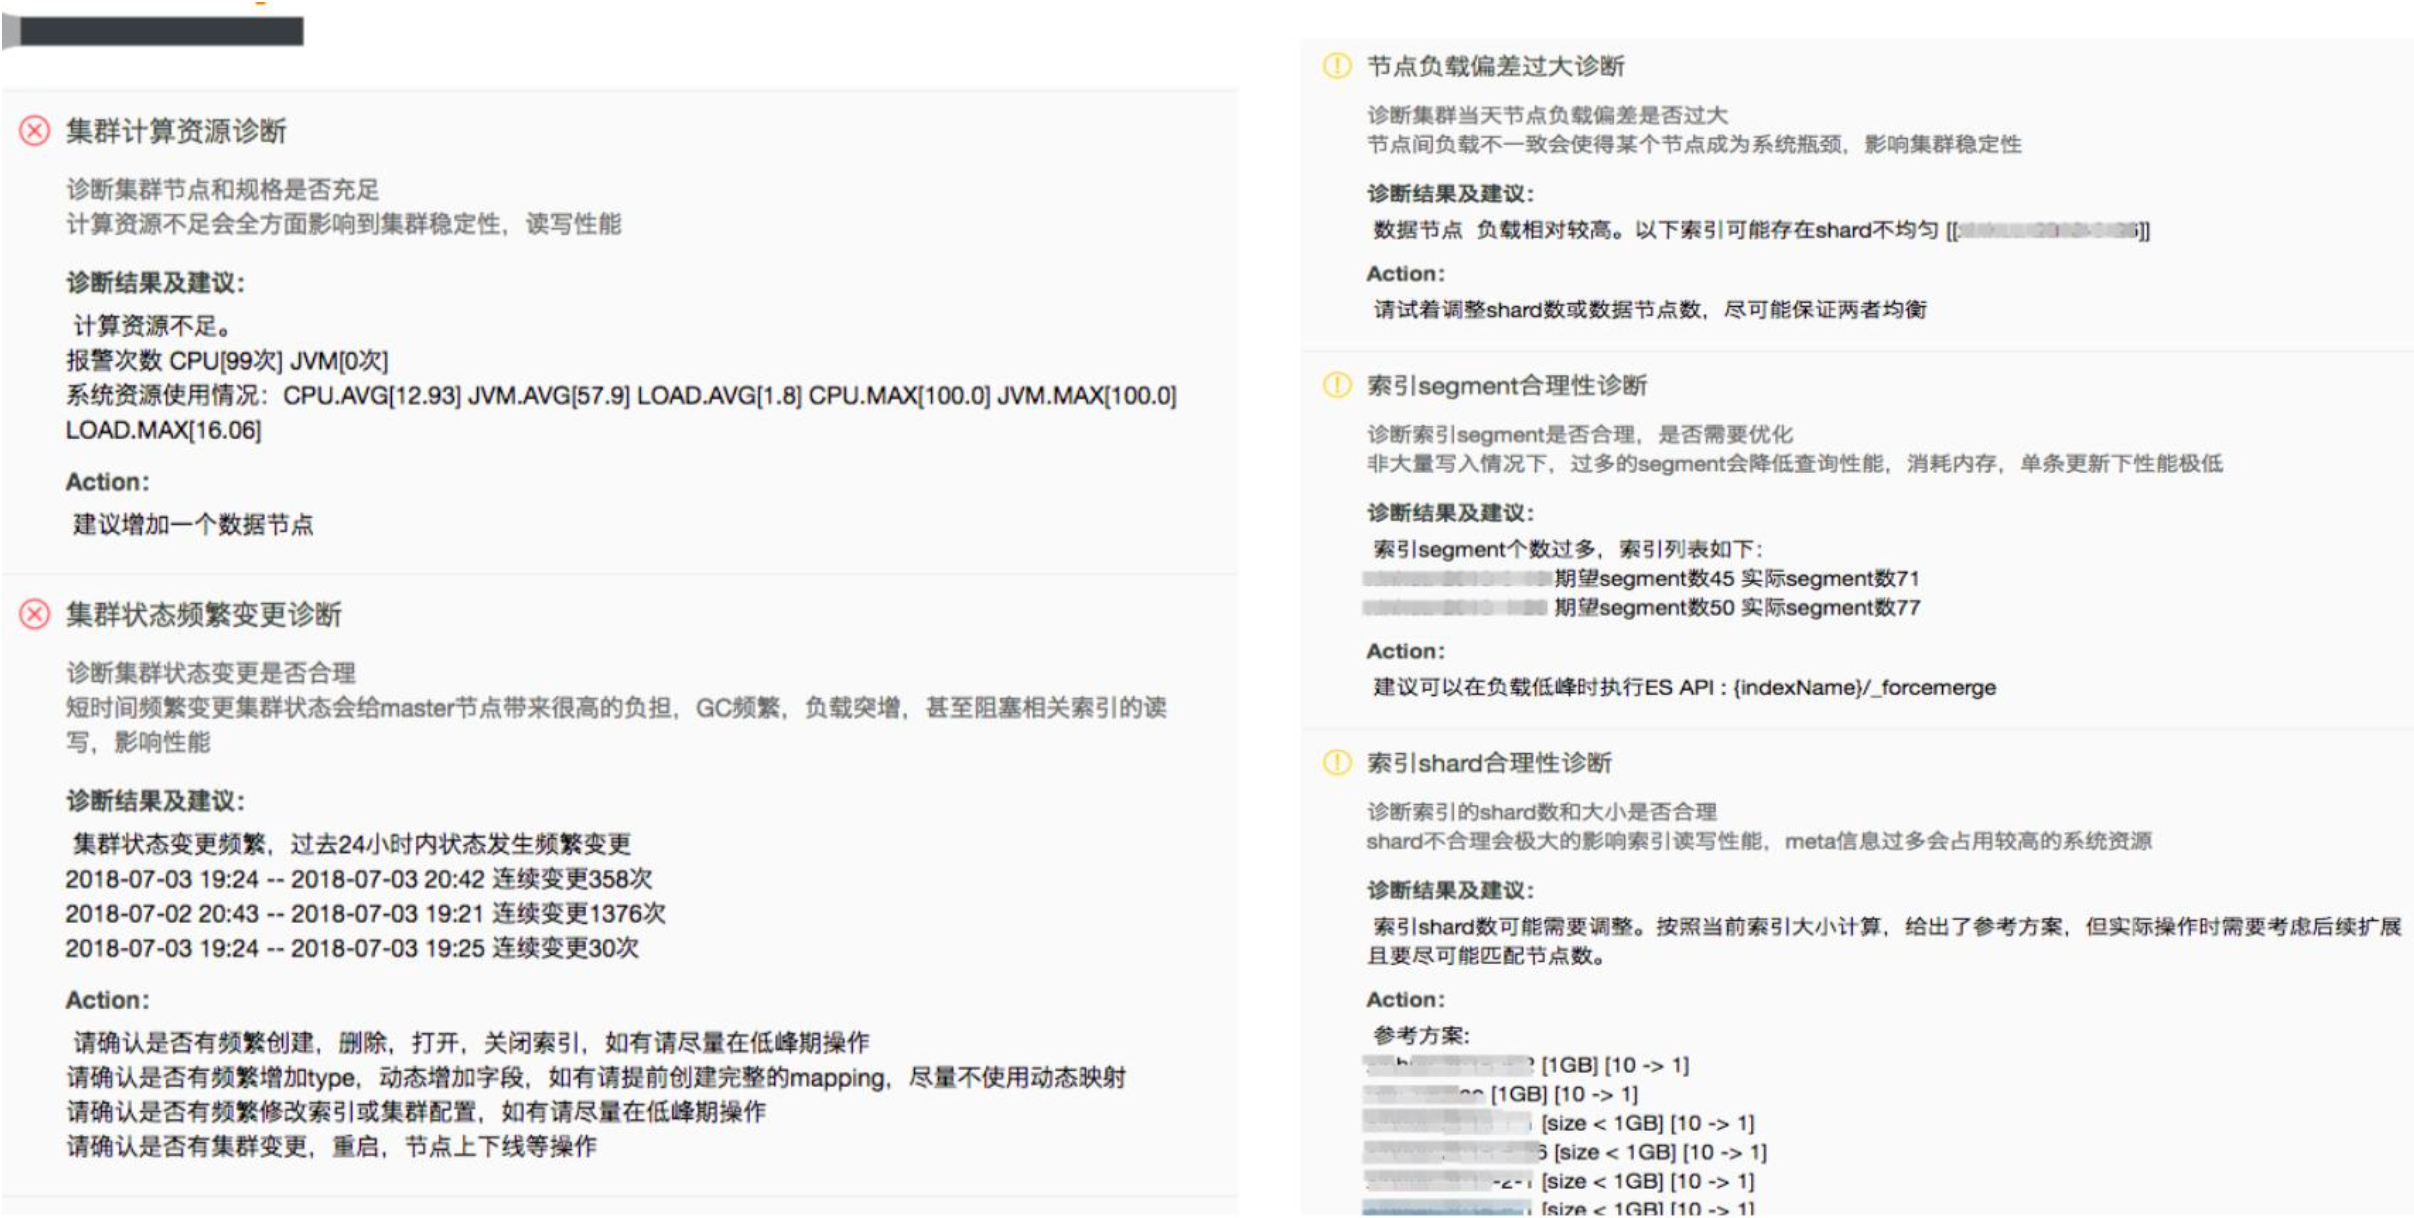 集群计算资源诊断
诊断集群节点和规格是否充足
计算资源不足会全方面影响到集群稳定性，读写性能
诊断结果及建议：
计算资源不足。
报警次数 CPU[99次] JVM[0次]
系统资源使用情况：CPU.AVG[12.93] JVM.AVG[57.9] LOAD.AVG[1.8] CPU.MAX[100.0] JVM.MAX[100.0]
LOAD.MAX[16.06]
Action：
建议增加一个数据节点
集群状态频繁变更诊断
诊断集群状态变更是否合理
短时间频繁变更集群状态会给master节点带来很高的负担，GC频繁，负载突增，甚至阻塞相关索引的读
写，影响性能
诊断结果及建议：
集群状态变更频繁，过去24小时内状态发生频繁变更
2018-07-03 19:24 -- 2018-07-03 20:42 连续变更358次
2018-07-02 20:43 -- 2018-07-03 19:21 连续变更1376次
2018-07-03 19:24 -- 2018-07-03 19:25 连续变更30次
Action：
请确认是否有频繁创建，删除，打开，关闭索引，如有请尽量在低峰期操作
请确认是否有频繁增加type，动态增加字段，如有请提前创建完整的mapping，尽量不使用动态映射
请确认是否有频繁修改索引或集群配置，如有请尽量在低峰期操作
请确认是否有集群变更，重启，节点上下线等操作
节点负载偏差过大诊断
诊断集群当天节点负载偏差是否过大
节点间负载不一致会使得某个节点成为系统瓶颈，影响集群稳定性
诊断结果及建议：
数据节点 负载相对较高。以下索引可能存在shard不均匀 [[ ]]
Action：
请试着调整shard数或数据节点数，尽可能保证两者均衡
索引segment合理性诊断
诊断索引segment是否合理，是否需要优化
非大量写入情况下，过多的segment会降低查询性能，消耗内存，单条更新下性能极低
诊断结果及建议：
索引segment个数过多，索引列表如下：
期望segment数45 实际segment数71
期望segment数50 实际segment数77
Action：
建议可以在负载低峰时执行ES API : {indexName}/_forcemerge
索引shard合理性诊断
诊断索引的shard数和大小是否合理
shard不合理会极大的影响索引读写性能，meta信息过多会占用较高的系统资源
诊断结果及建议：
索引shard数可能需要调整。按照当前索引大小计算，给出了参考方案，但实际操作时需要考虑后续扩展
且要尽可能匹配节点数。
Action：
参考方案:
[1GB] [10 -> 1]
[1GB] [10 -> 1]
[size < 1GB] [10 -> 1]
[size < 1GB] [10 -> 1]
[size < 1GB] [10 -> 1]
[size < 1GB] [10 -> 1]